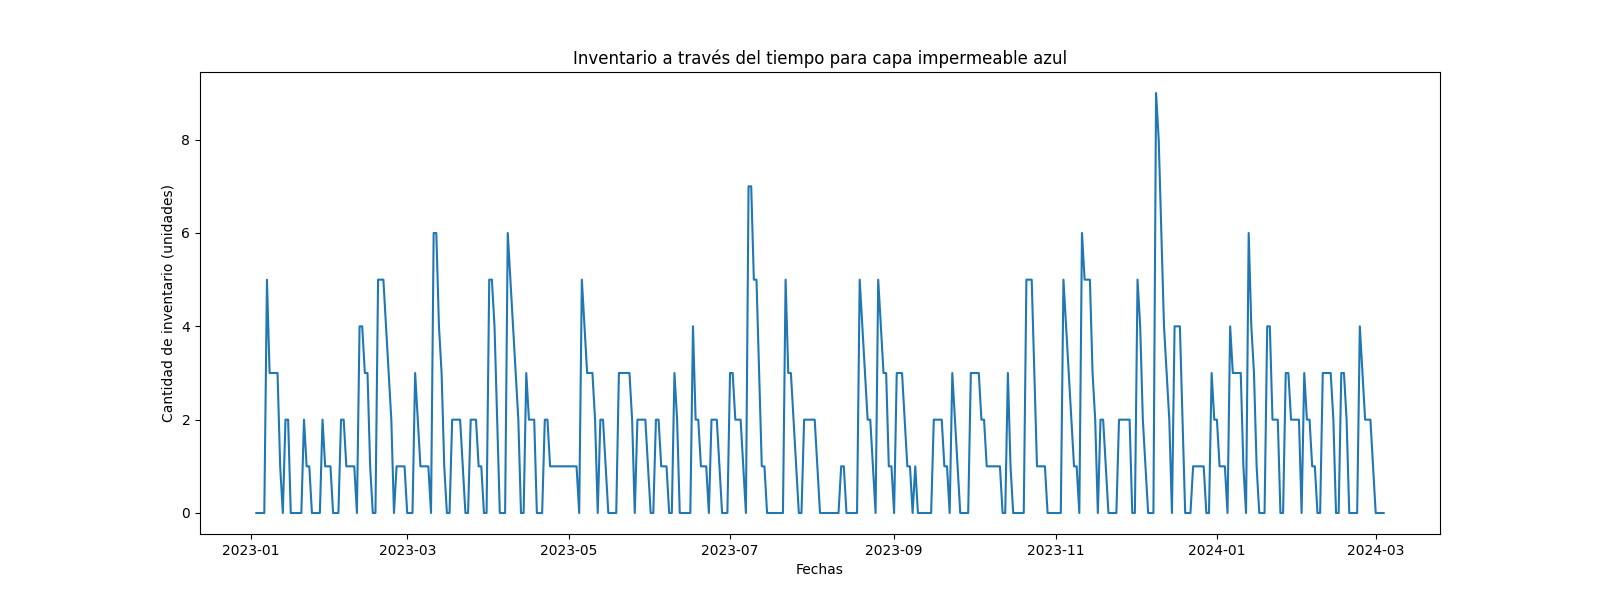 Inventario a través del tiempo para capa impermeable azul
Cantidad de inventario (unidades)
8
6
4
2
0
2023-01 2023-03 2023-05 2023-07 2023-09 2023-11 2024-01 2024-03
Fechas